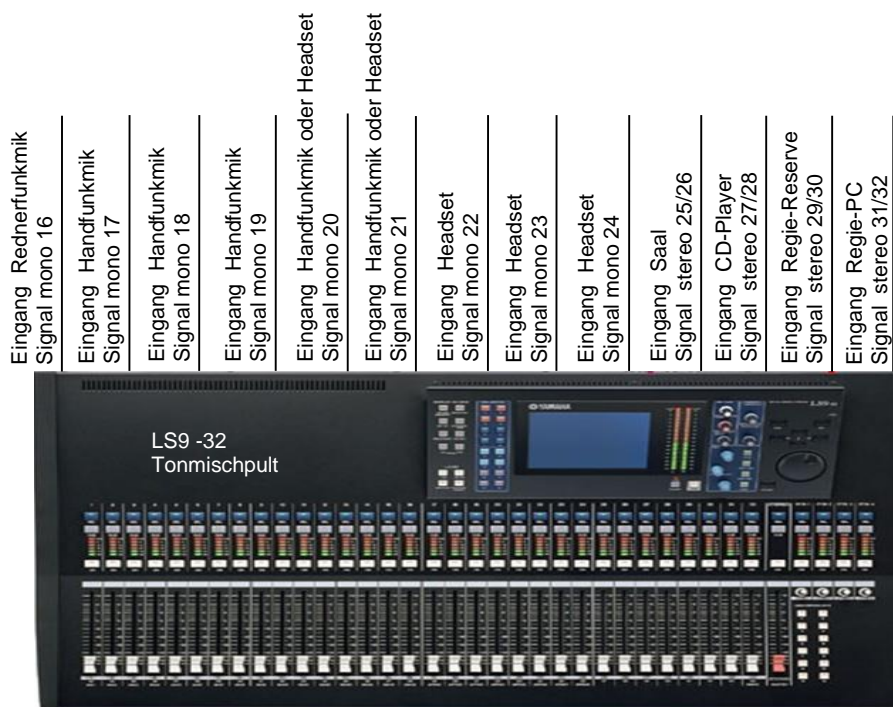 Eingang Rednerfunkmik
Signal mono 16
Eingang Handfunkmik
Signal mono 17
Eingang Handfunkmik
Signal mono 18
Eingang Handfunkmik
Signal mono 19
Eingang Handfunkmik oder Headset
Signal mono 20
Eingang Handfunkmik oder Headset
Signal mono 21
Eingang Headset
Signal mono 22
Eingang Headset
Signal mono 23
Eingang Headset
Signal mono 24
Eingang Saal
Signal stereo 25/26
Eingang CD-Player
Signal stereo 27/28
Eingang Regie-Reserve
Signal stereo 29/30
Eingang Regie-PC
Signal stereo 31/32
YAMAHA
LS9
LS9 -32
Tonmischpult